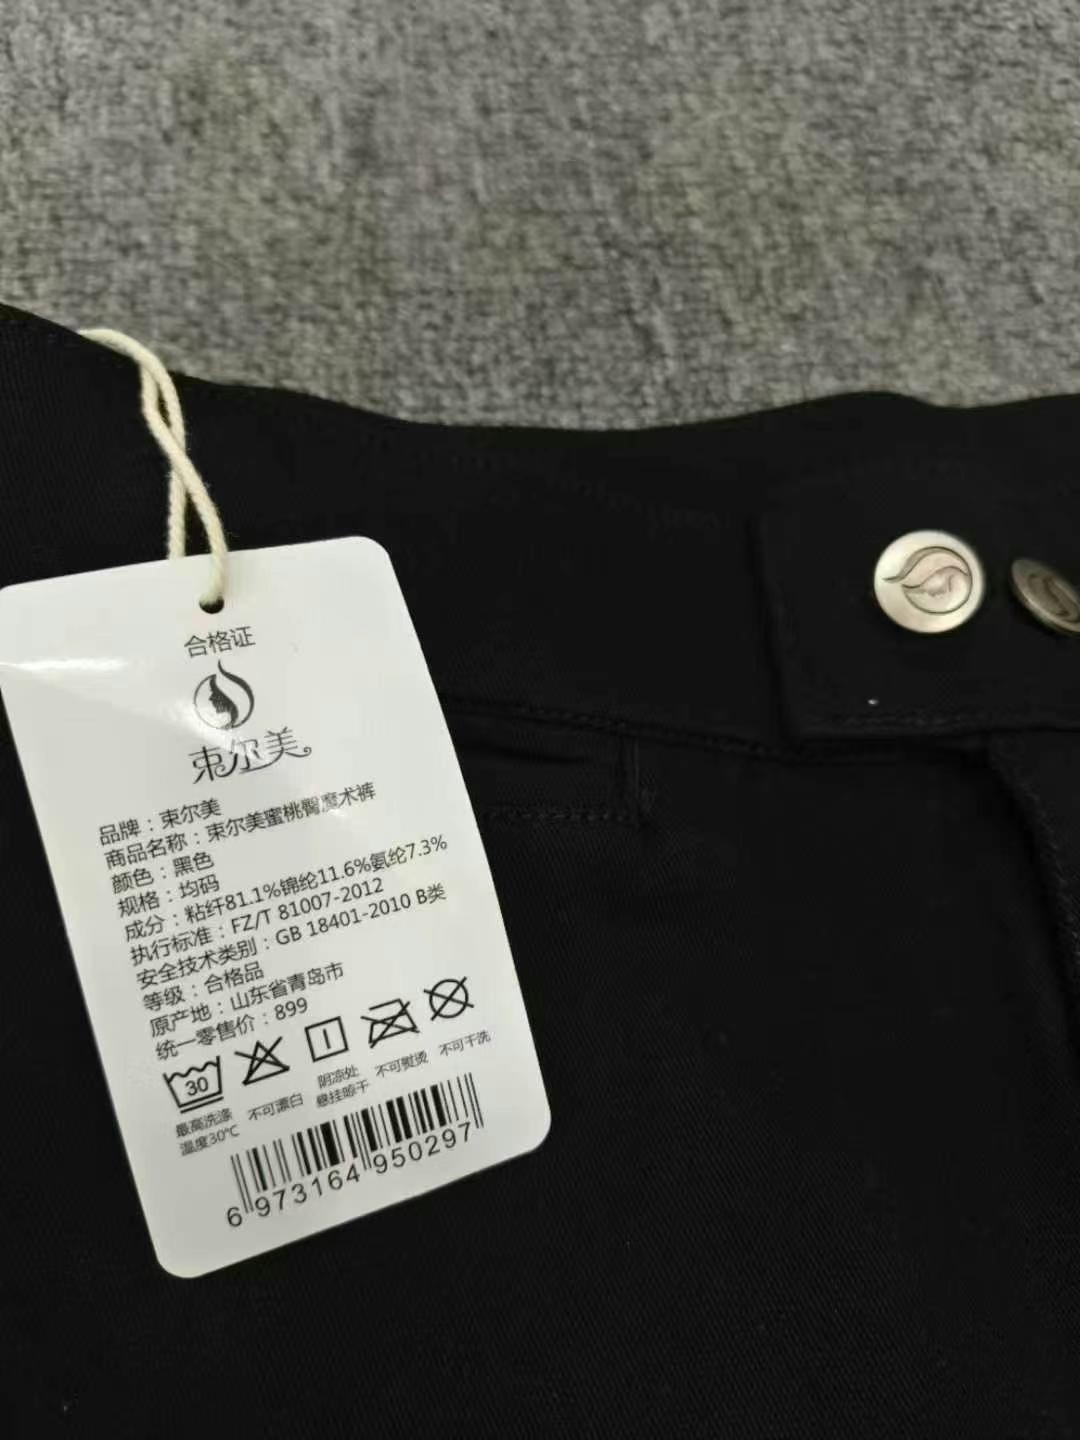 合格证
束尔美
品牌：束尔美
商品名称：束尔美蜜桃臀魔术裤
颜色：黑色
规格：均码
成分：粘纤81.1%锦纶11.6%氨纶7.3%
执行标准：FZ/T 81007-2012
安全技术类别：GB 18401-2010 B类
等级：合格品
原产地：山东省青岛市
统一零售价：899
30
最高洗涤
温度30℃
不可漂白
阴凉处
悬挂晾干
不可熨烫
不可干洗
6 973164 950297